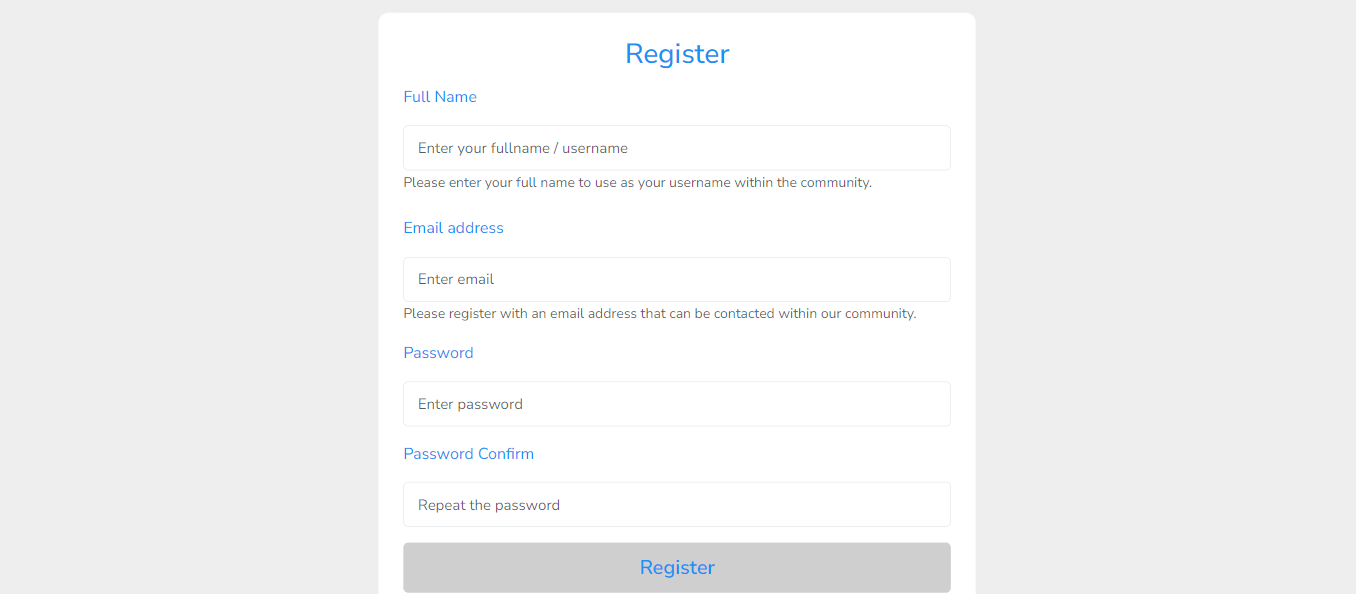 Register
Full Name
Enter your fullname / username
Please enter your full name to use as your username within the community.
Email address
Enter email
Please register with an email address that can be contacted within our community.
Password
Enter password
Password Confirm
Repeat the password
Register